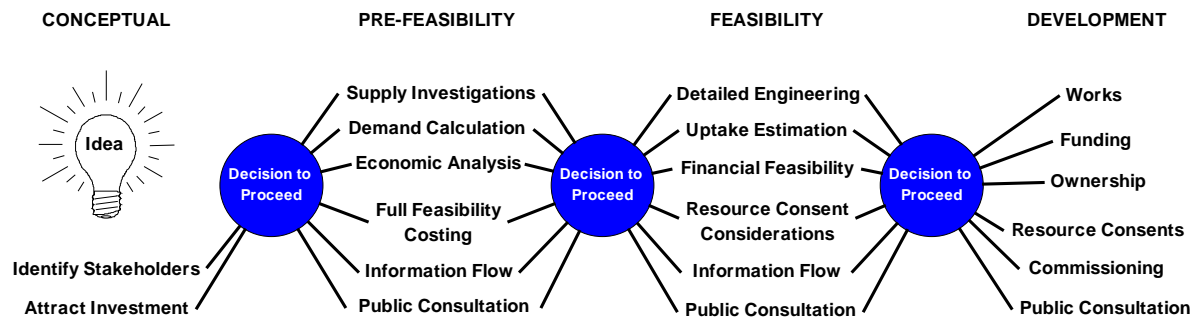 CONCEPTUAL
PRE-FEASIBILITY
FEASIBILITY
DEVELOPMENT
Idea
Identify Stakeholders
Attract Investment
Decision to
Proceed
Supply Investigations
Demand Calculation
Economic Analysis
Full Feasibility
Costing
Information Flow
Public Consultation
Decision to
Proceed
Detailed Engineering
Uptake Estimation
Financial Feasibility
Resource Consent
Considerations
Information Flow
Public Consultation
Decision to
Proceed
Works
Funding
Ownership
Resource Consents
Commissioning
Public Consultation